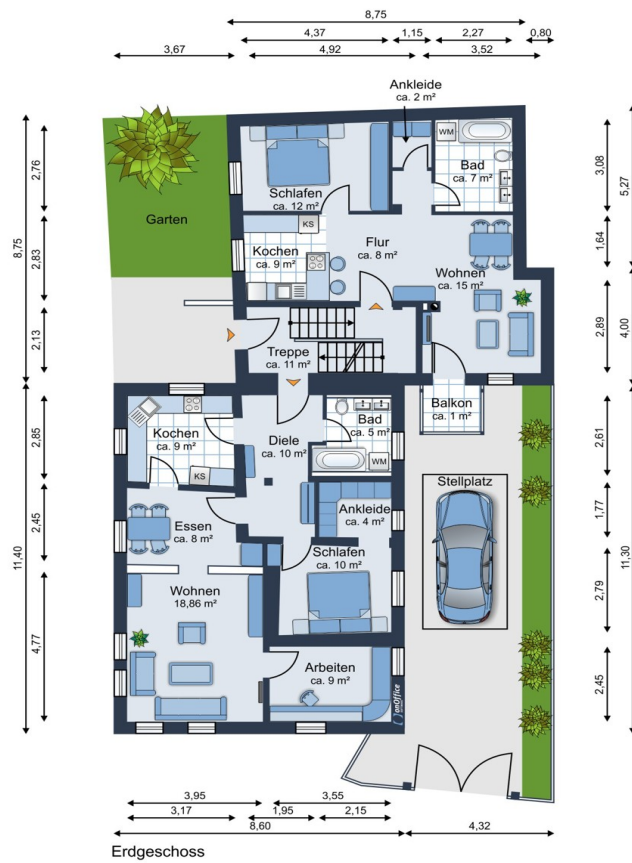 8,75
4,37
1,15
2,27
0,80
3,67
4,92
3,52
Ankleide
ca. 2 m²
WM
Bad
ca. 7 m²
Schlafen
ca. 12 m²
Garten
KS
Kochen
ca. 9 m²
Flur
ca. 8 m²
Wohnen
ca. 15 m²
Treppe
ca. 11 m²
Balkon
ca. 1 m²
2,76
2,83
2,13
8,75
3,08
1,64
2,89
5,27
4,00
Kochen
ca. 9 m²
KS
Diele
ca. 10 m²
Bad
ca. 5 m²
WM
Essen
ca. 8 m²
Ankleide
ca. 4 m²
Schlafen
ca. 10 m²
Wohnen
18,86 m²
Arbeiten
ca. 9 m²
Stellplatz
onOffice
2,85
2,45
4,77
11,40
2,61
1,77
2,79
2,45
11,30
3,95
3,55
3,17
1,95
2,15
8,60
4,32
Erdgeschoss